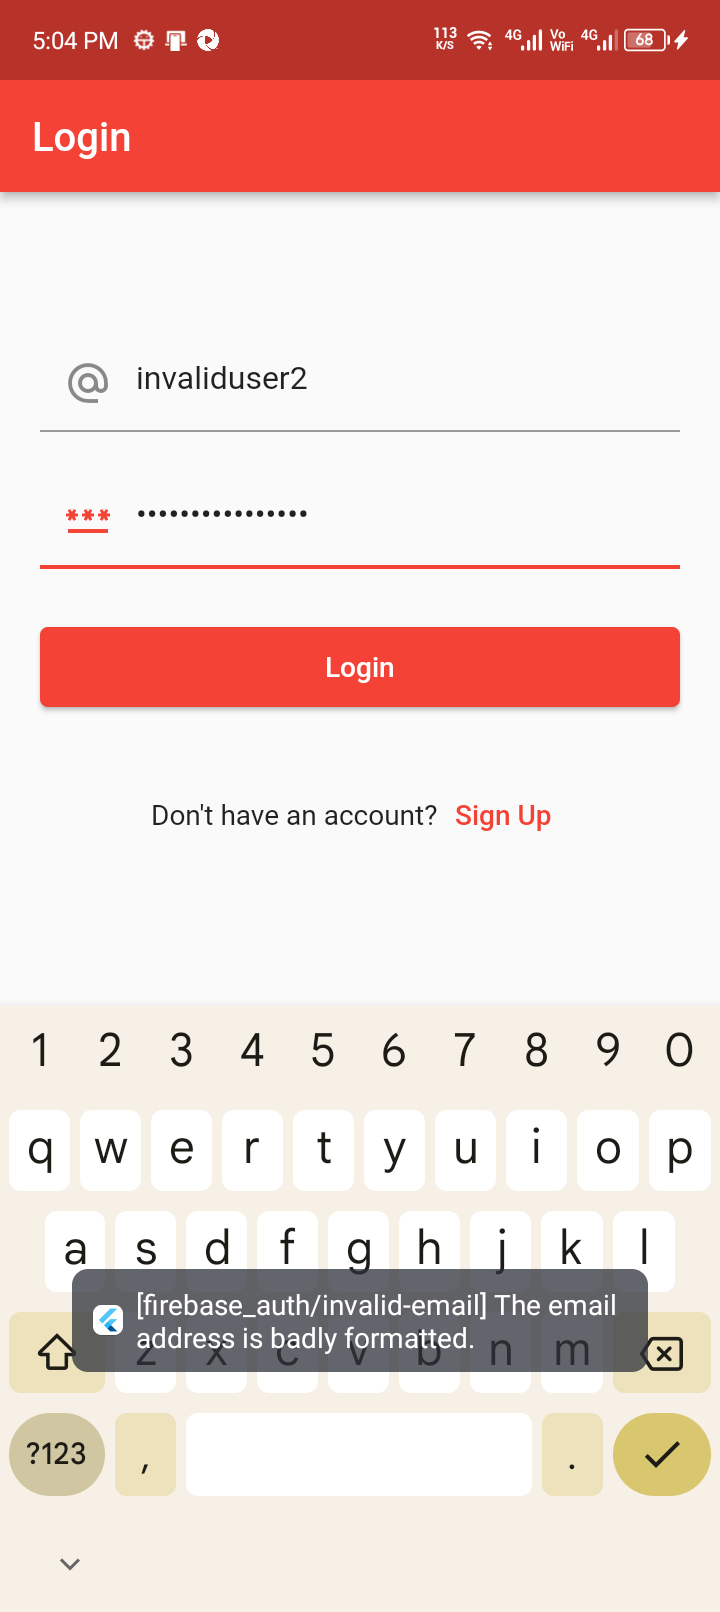 5:04 PM 113 K/S 4G Vo WiFi 4G 68
Login
invaliduser2
***
Login
Don't have an account? Sign Up
1 2 3 4 5 6 7 8 9 0
q w e r t y u i o p
a s d f g h j k l
[firebase_auth/invalid-email] The email
address is badly formatted.
z x c v b n m
?123 , .